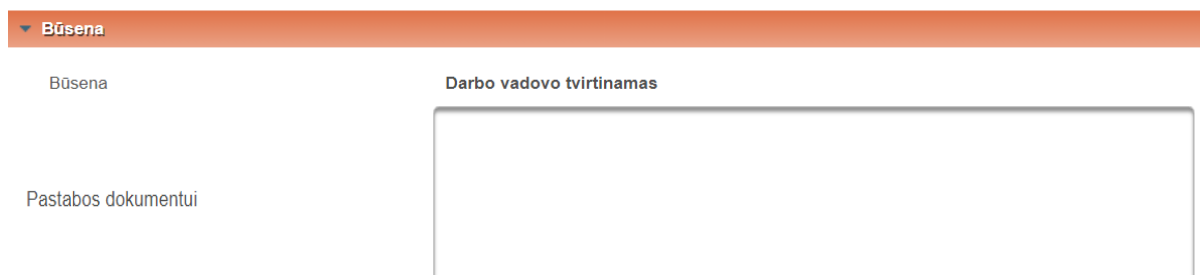 Būsena
Būsena Darbo vadovo tvirtinamas
Pastabos dokumentui